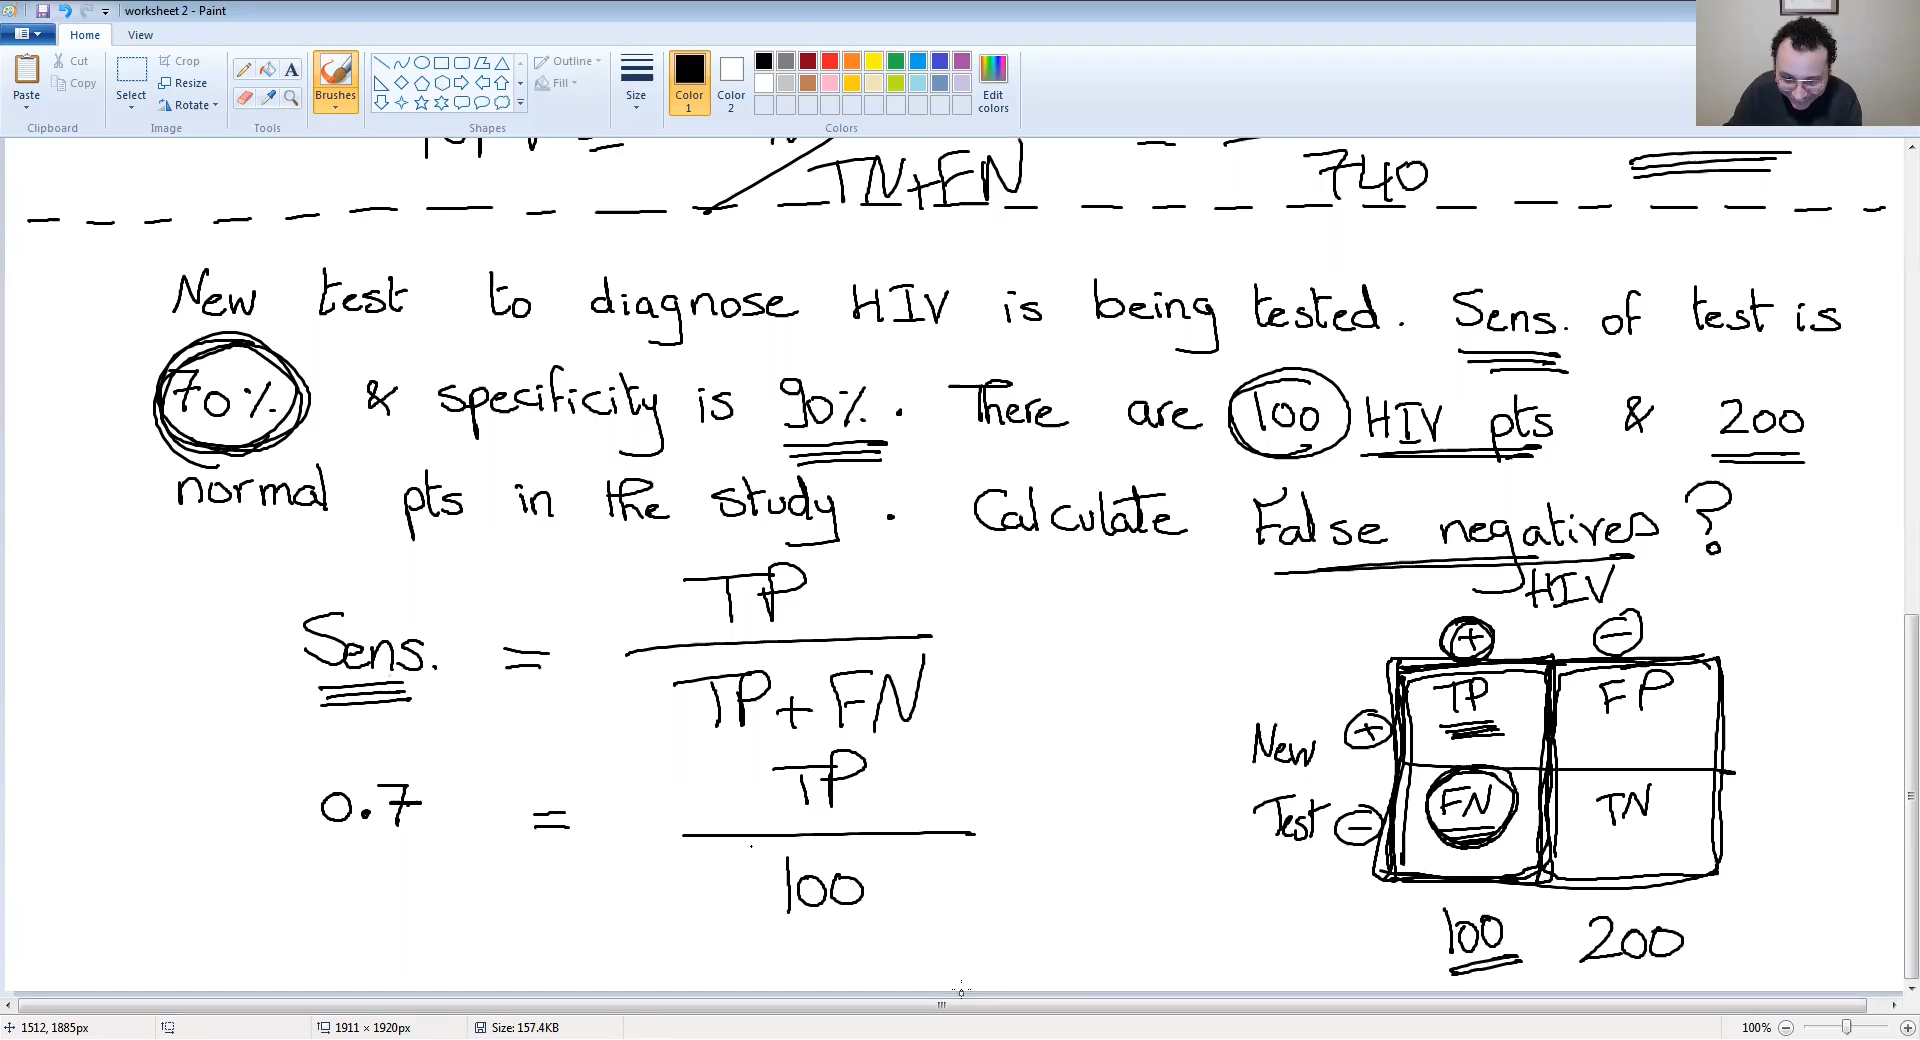 worksheet 2 - Paint
Home View
Paste
Cut
Copy
Clipboard
Select
Crop
Resize
Rotate
Image
A
Tools
Brushes
Outline
Fill
Shapes
Size
Color 1
Color 2
Edit colors
Colors
TN+FN 740
New test to diagnose HIV is being tested. Sens. of test is
70% & specificity is 90%. There are 100 HIV pts & 200
normal pts in the study. Calculate False negatives?
Sens. = TP
TP + FN
0.7 = TP
100
HIV
+ −
New Test
+ TP FP
− FN TN
100 200
1512, 1885px 1911 × 1920px Size: 157.4KB 100%